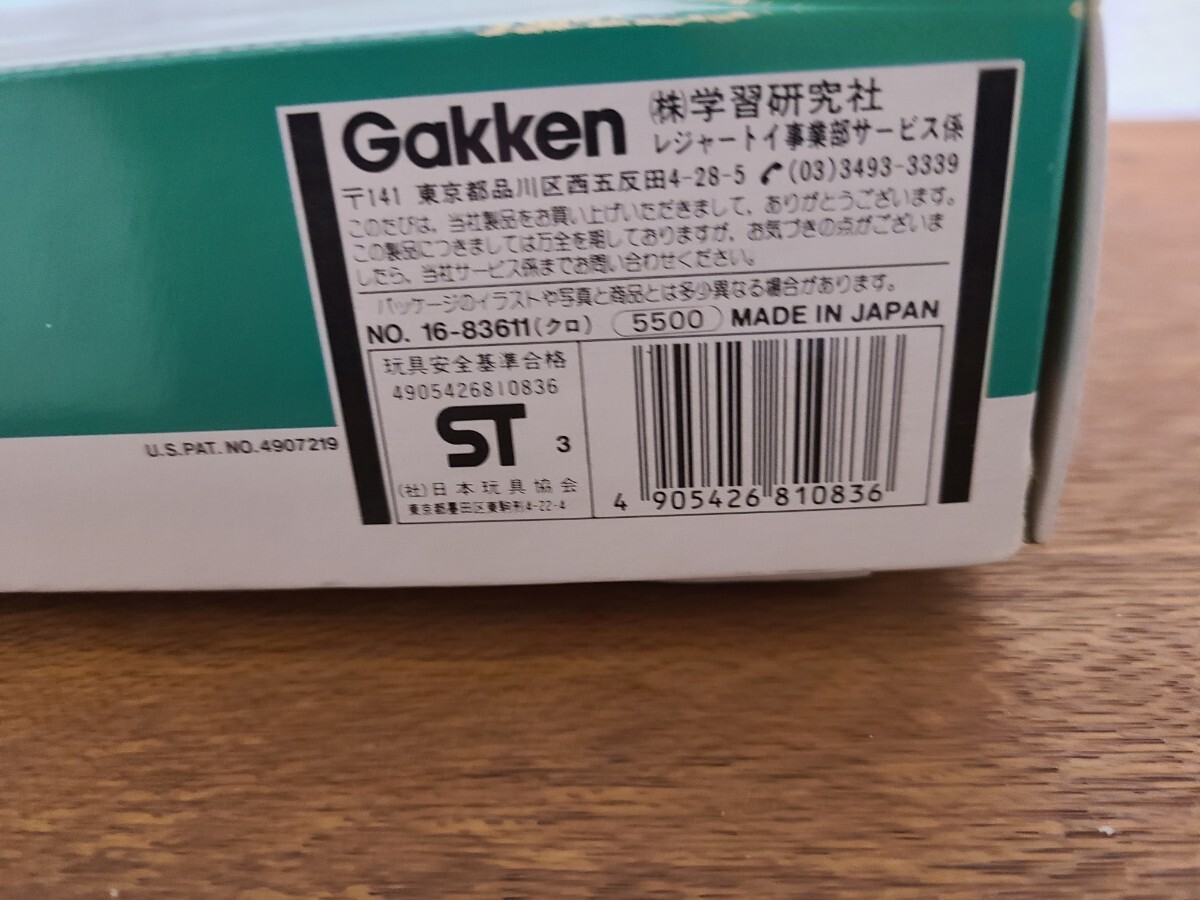 Gakken ㈱学習研究社
レジャートイ事業部サービス係
〒141 東京都品川区西五反田4-28-5 (03)3493-3339
このたびは、当社製品をお買い上げいただきまして、ありがとうございます。
この製品につきましては万全を期しておりますが、お気づきの点がございま
したら、当社サービス係までお問い合わせください。
パッケージのイラストや写真と商品とは多少異なる場合があります。
NO. 16-83611(クロ) 5500 MADE IN JAPAN
玩具安全基準合格
4905426810836
ST 3
(社)日本玩具協会
東京都墨田区東駒形4-22-4
4 905426 810836
U.S.PAT.NO.4907219